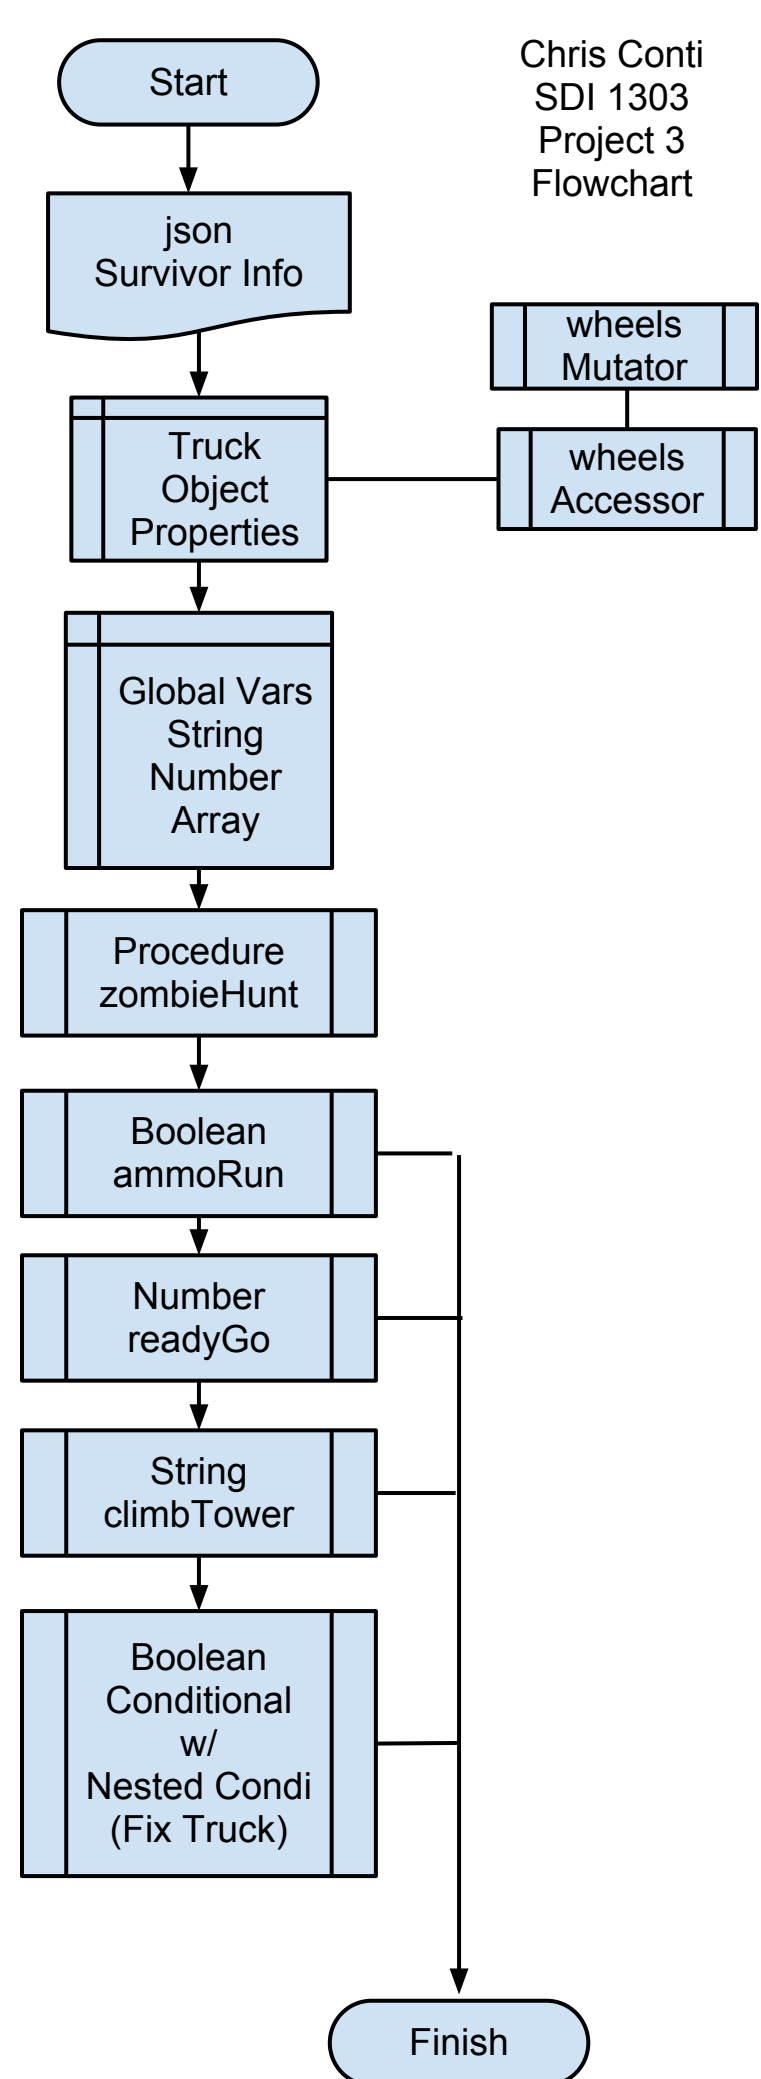 Start
Chris Conti
SDI 1303
Project 3
Flowchart
json
Survivor Info
wheels
Mutator
wheels
Accessor
Truck
Object
Properties
Global Vars
String
Number
Array
Procedure
zombieHunt
Boolean
ammoRun
Number
readyGo
String
climbTower
Boolean
Conditional
w/
Nested Condi
(Fix Truck)
Finish